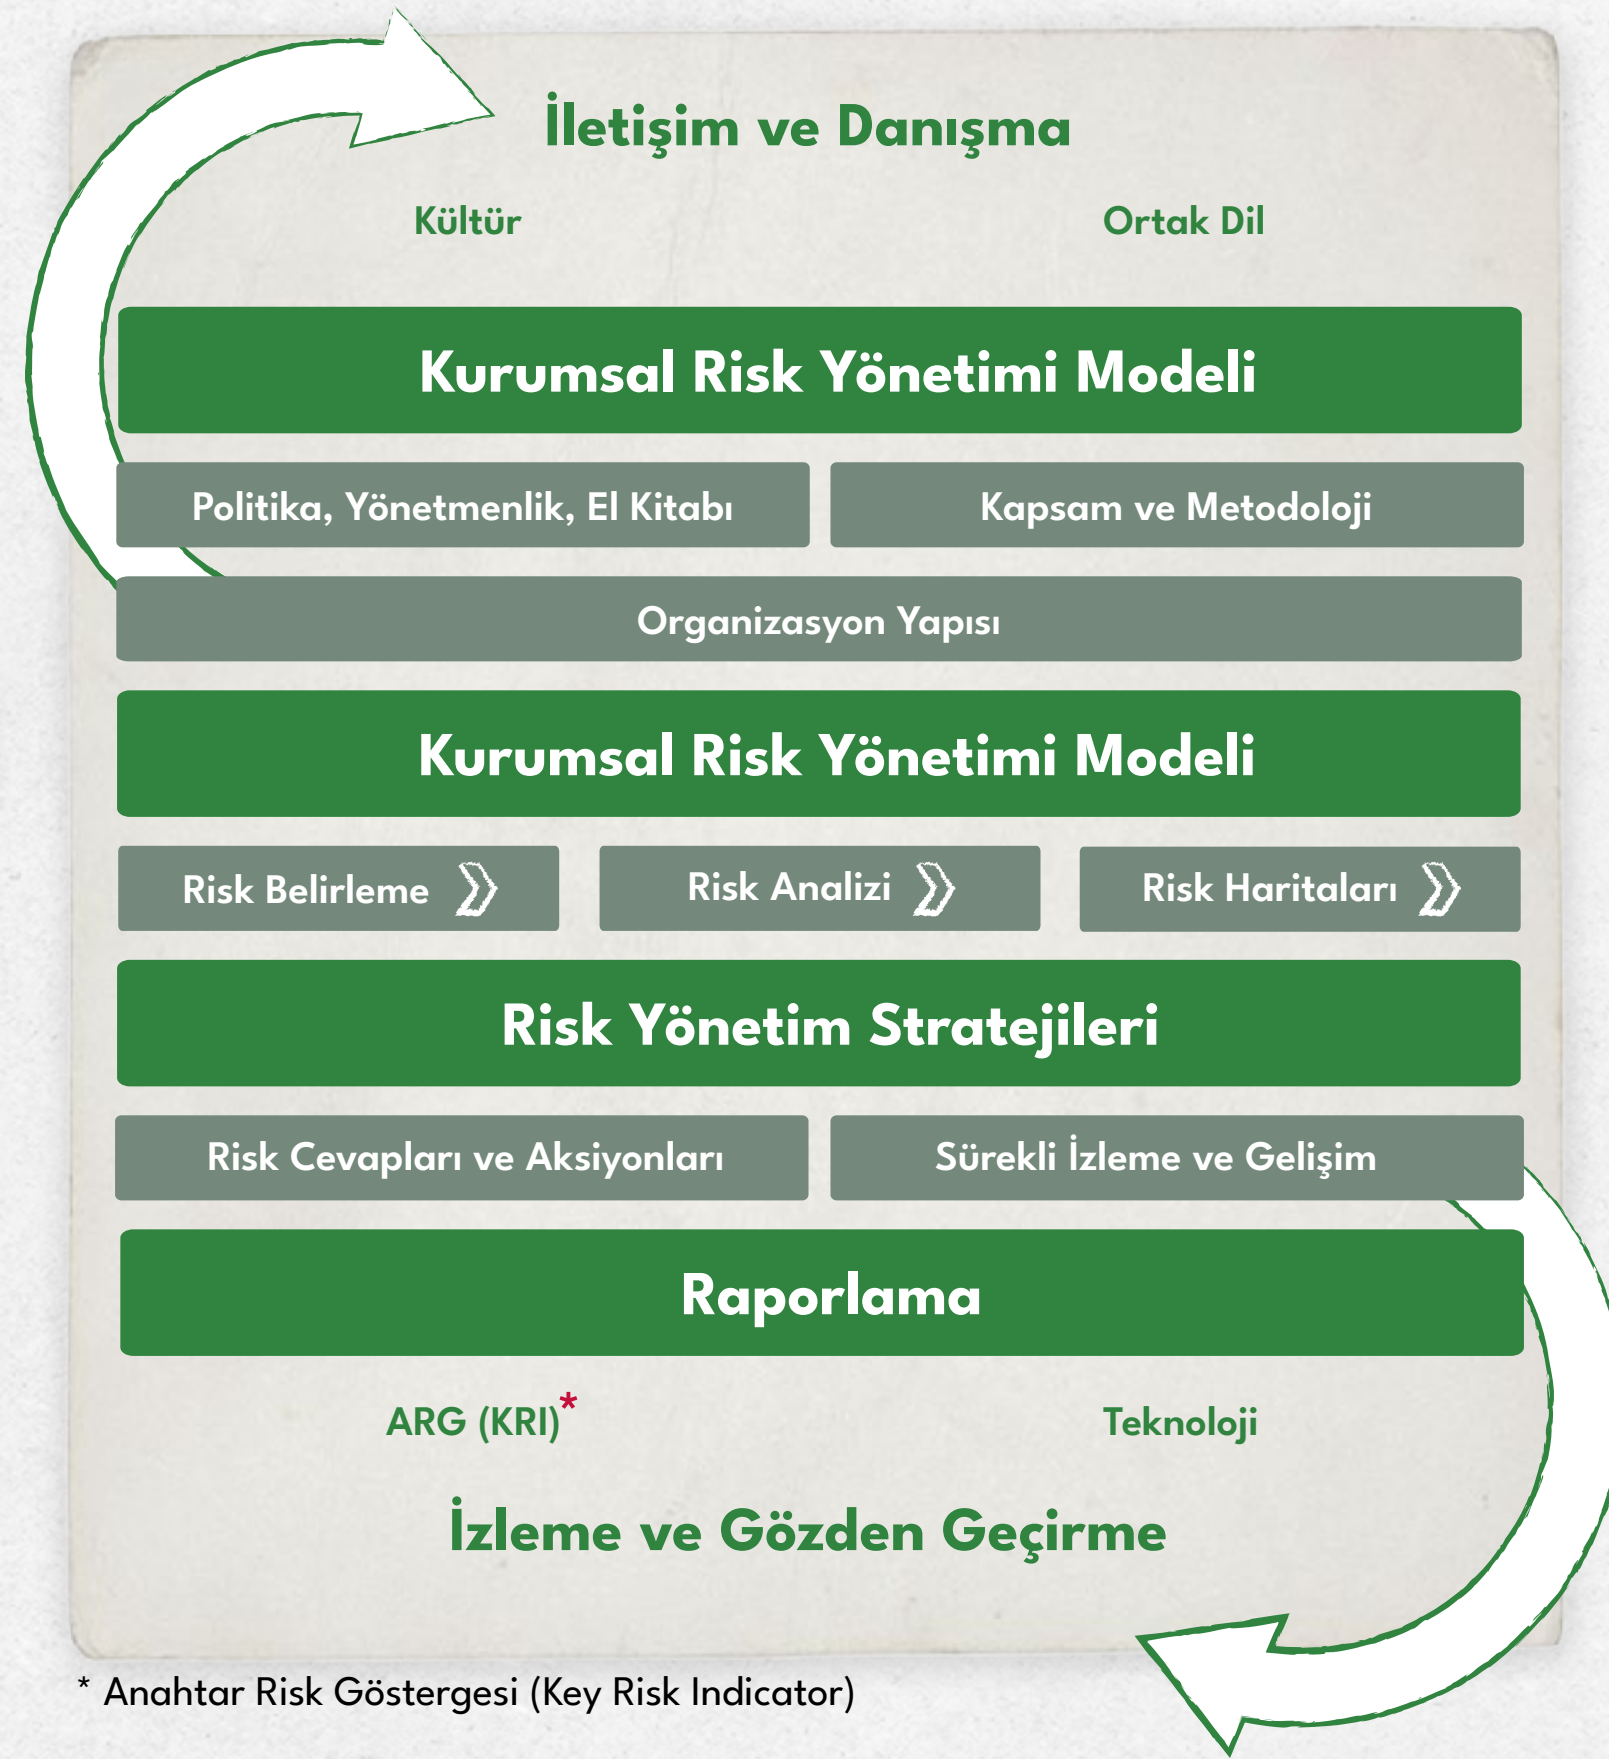 İletişim ve Danışma
Kültür
Ortak Dil
Kurumsal Risk Yönetimi Modeli
Politika, Yönetmenlik, El Kitabı
Kapsam ve Metodoloji
Organizasyon Yapısı
Kurumsal Risk Yönetimi Modeli
Risk Belirleme
Risk Analizi
Risk Haritaları
Risk Yönetim Stratejileri
Risk Cevapları ve Aksiyonları
Sürekli İzleme ve Gelişim
Raporlama
ARG (KRI)*
Teknoloji
İzleme ve Gözden Geçirme
* Anahtar Risk Göstergesi (Key Risk Indicator)